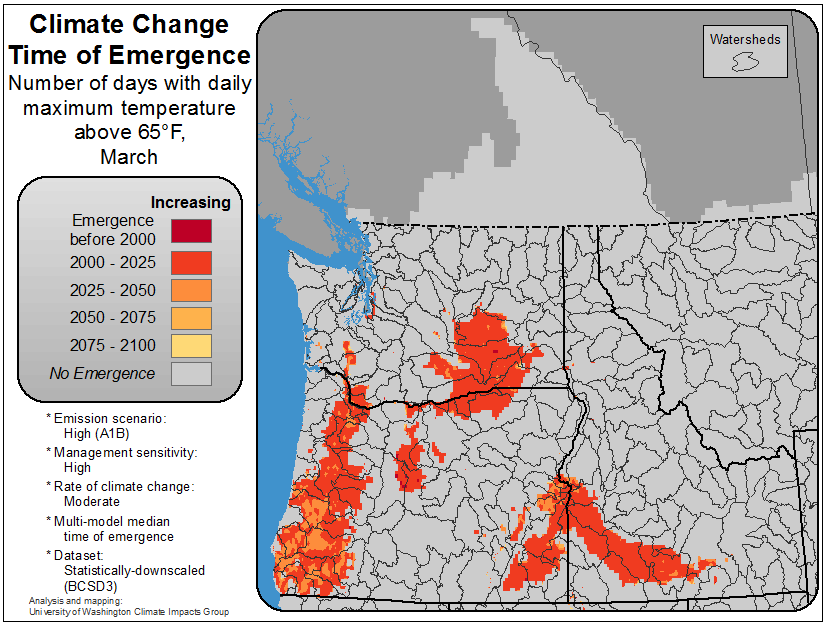 Climate Change
Time of Emergence
Number of days with daily
maximum temperature
above 65°F,
March
Increasing
Emergence
before 2000
2000 - 2025
2025 - 2050
2050 - 2075
2075 - 2100
No Emergence
* Emission scenario:
High (A1B)
* Management sensitivity:
High
* Rate of climate change:
Moderate
* Multi-model median
time of emergence
* Dataset:
Statistically-downscaled
(BCSD3)
Analysis and mapping:
University of Washington Climate Impacts Group
Watersheds